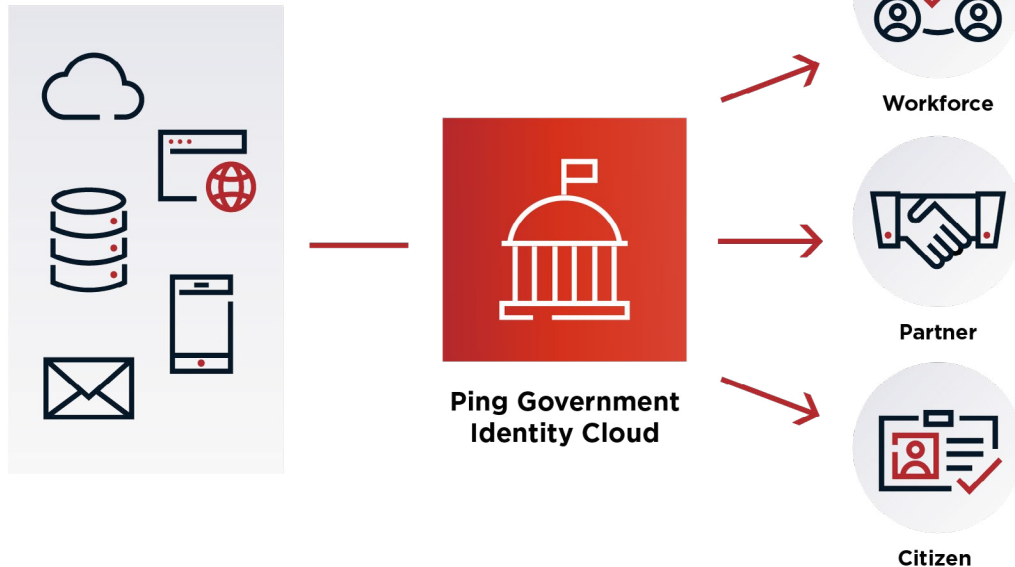 Workforce
Partner
Ping Government
Identity Cloud
Citizen